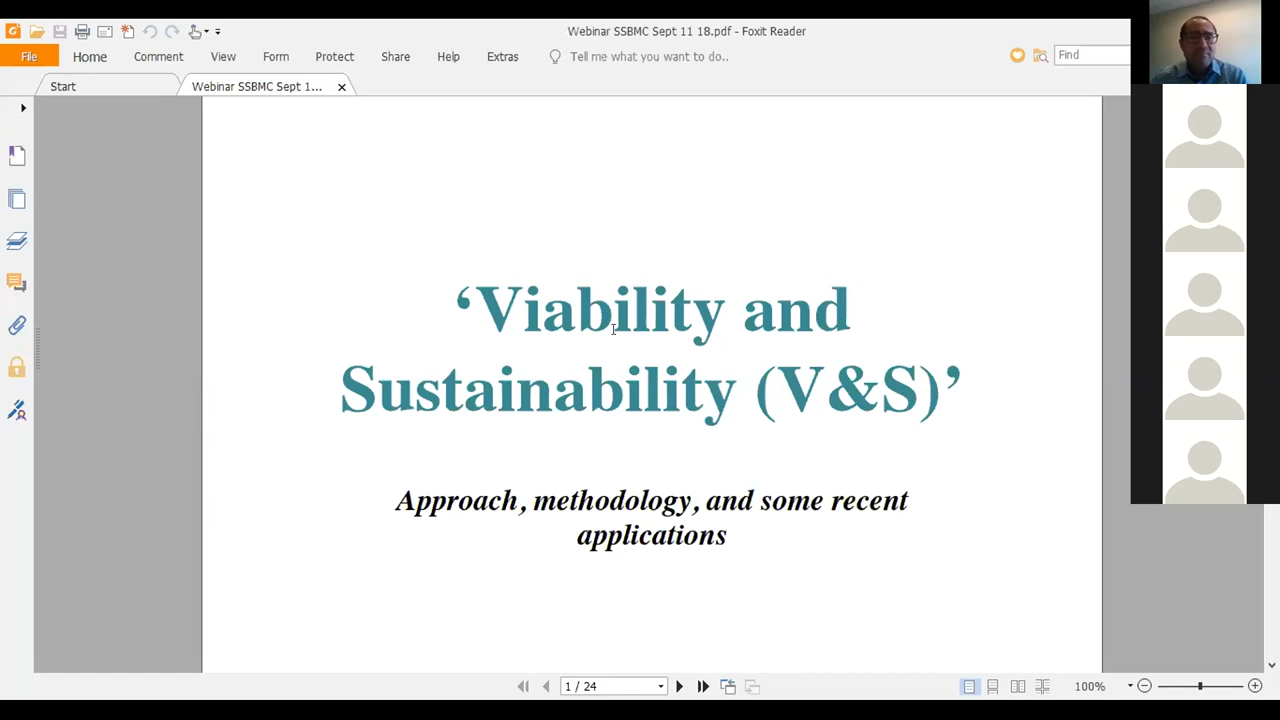 Webinar SSBMC Sept 11 18.pdf - Foxit Reader
File Home Comment View Form Protect Share Help Extras Tell me what you want to do.. Find
Start Webinar SSBMC Sept 1...
‘Viability and
Sustainability (V&S)’
Approach, methodology, and some recent
applications
1 / 24
100%